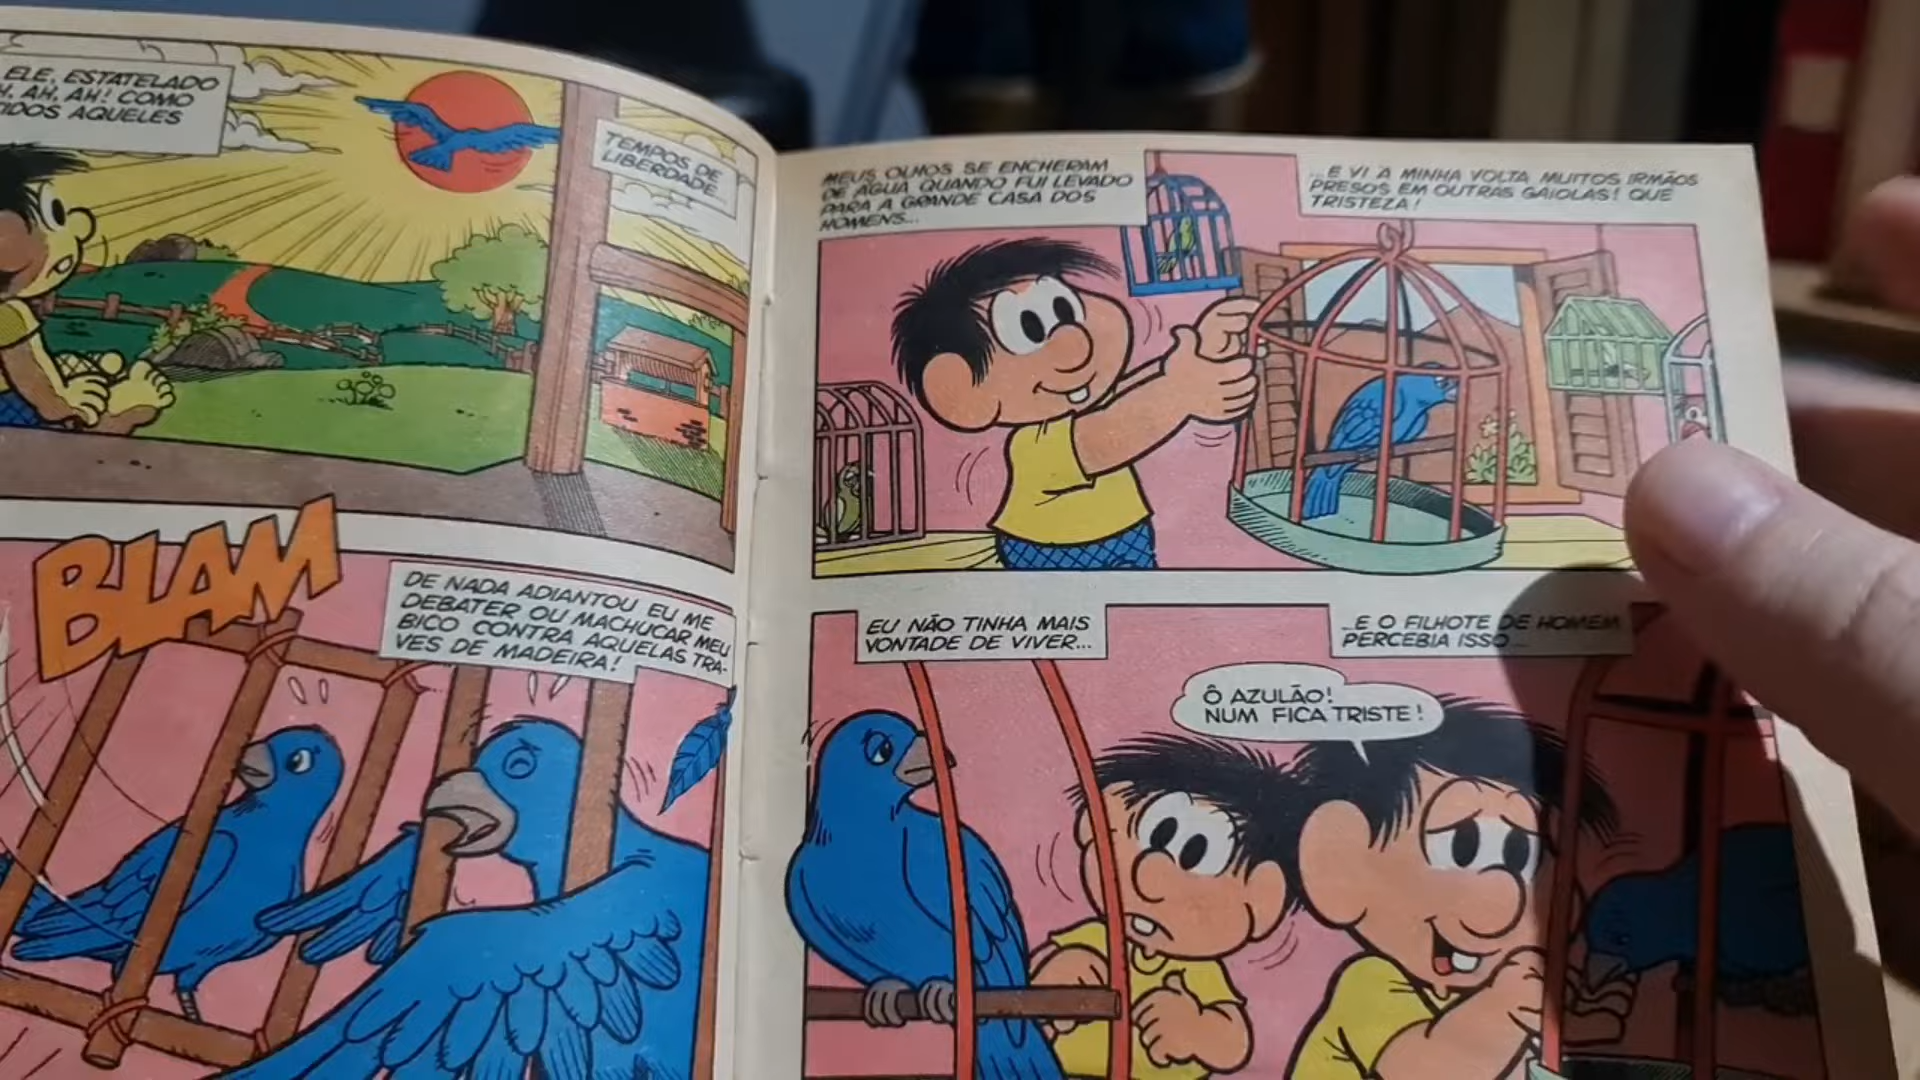 ELE, ESTATELADO
H, AH, AH! COMO
TIDOS AQUELES
TEMPOS DE
LIBERDADE...
BLAM
DE NADA ADIANTOU EU ME
DEBATER OU MACHUCAR MEU
BICO CONTRA AQUELAS TRA-
VES DE MADEIRA!
MEUS OLHOS SE ENCHERAM
DE ÁGUA QUANDO FUI LEVADO
PARA A GRANDE CASA DOS
HOMENS...
...E VI À MINHA VOLTA MUITOS IRMÃOS
PRESOS EM OUTRAS GAIOLAS! QUE
TRISTEZA!
EU NÃO TINHA MAIS
VONTADE DE VIVER...
...E O FILHOTE DE HOMEM
PERCEBIA ISSO...
Ô AZULÃO!
NUM FICA TRISTE!